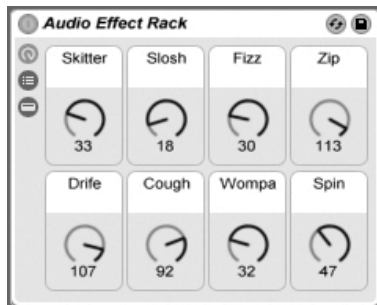 Audio Effect Rack
Skitter Slosh Fizz Zip
33 18 30 113
Drife Cough Wompa Spin
107 92 32 47